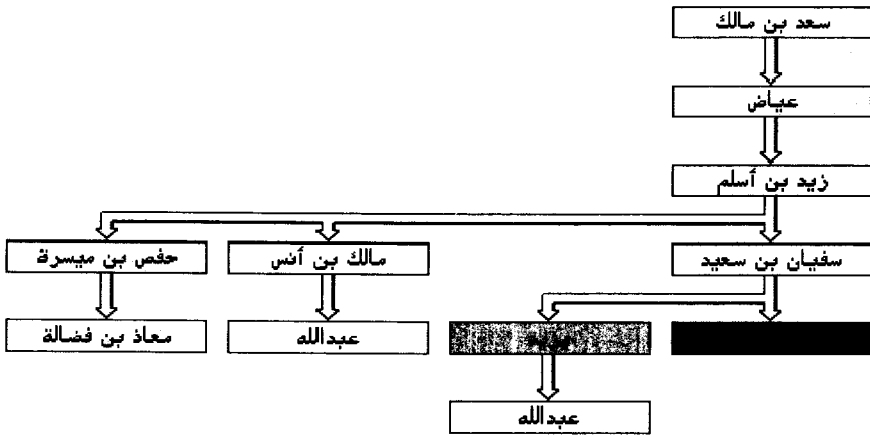 سعد بن مالك
عياض
زيد بن أسلم
سفيان بن سعيد
مالك بن أنس
حفص بن ميسرة
عبدالله
معاذ بن فضالة
عبدالله